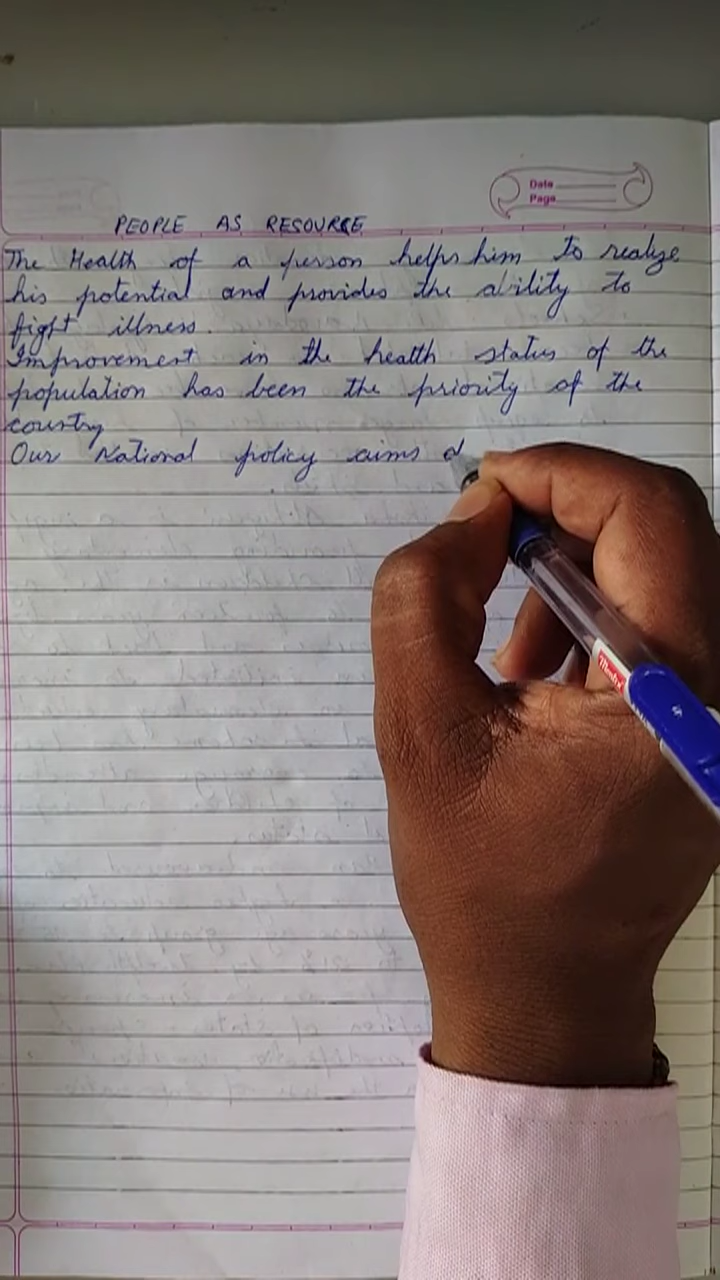 Date
Page
PEOPLE AS RESOURCE
The Health of a person helps him to realize
his potential and provides the ability to
fight illness.
Improvement in the health status of the
population has been the priority of the
country
Our National policy aims a